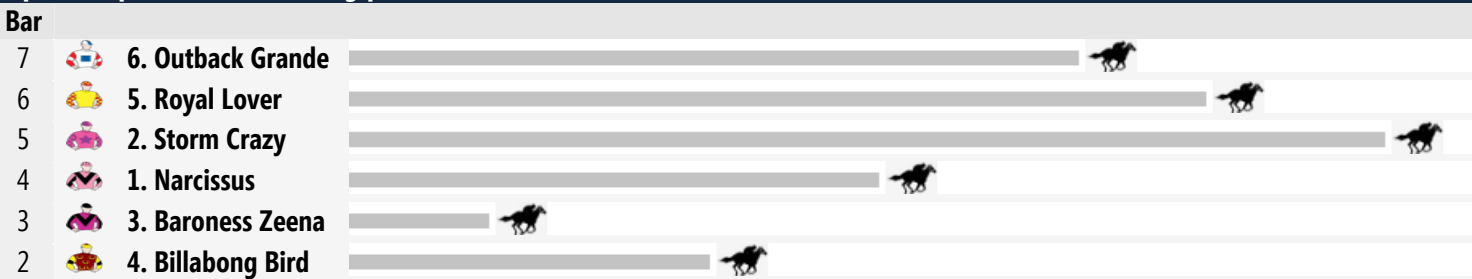 Bar
7 6. Outback Grande
6 5. Royal Lover
5 2. Storm Crazy
4 1. Narcissus
3 3. Baroness Zeena
2 4. Billabong Bird